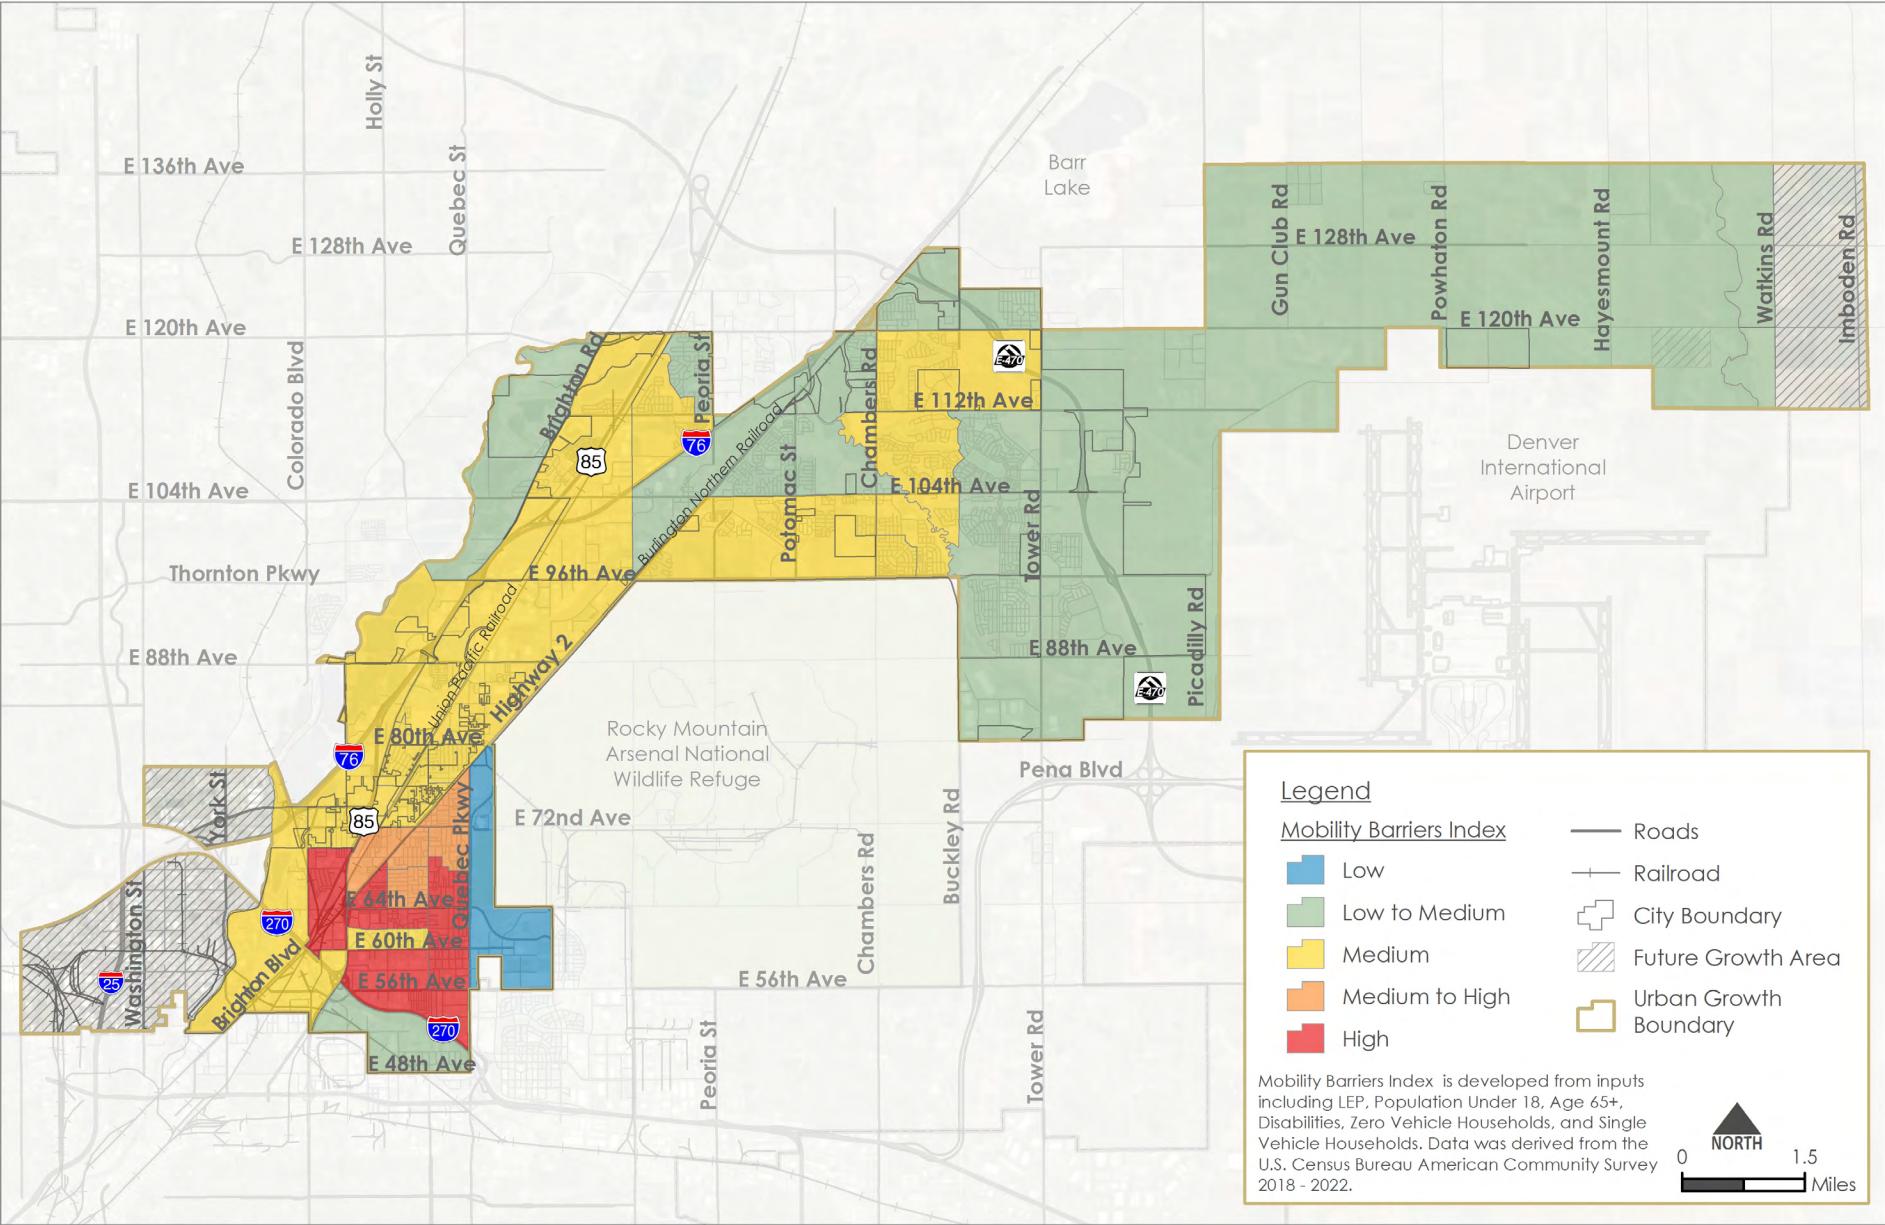 Holly St
Quebec St
E 136th Ave
E 128th Ave
E 120th Ave
Colorado Blvd
E 104th Ave
Thornton Pkwy
E 88th Ave
Barr
Lake
Gun Club Rd
E 128th Ave
Powhaton Rd
Hayesmount Rd
Watkins Rd
Imboden Rd
E 120th Ave
Brighton Rd
Peoria St
85
76
Burlington Northern Railroad
Potomac St
Chambers Rd
E-470
E 112th Ave
E 104th Ave
Tower Rd
E 96th Ave
Denver
International
Airport
Union Pacific Railroad
Highway 2
E 88th Ave
Picadilly Rd
E-470
E 80th Ave
76
Rocky Mountain
Arsenal National
Wildlife Refuge
Pena Blvd
York St
85
Quebec Pkwy
E 72nd Ave
Chambers Rd
Buckley Rd
Washington St
25
270
Brighton Blvd
E 64th Ave
E 60th Ave
E 56th Ave
270
E 48th Ave
E 56th Ave
Peoria St
Tower Rd
Legend
Mobility Barriers Index
Low
Low to Medium
Medium
Medium to High
High
Roads
Railroad
City Boundary
Future Growth Area
Urban Growth
Boundary
Mobility Barriers Index is developed from inputs
including LEP, Population Under 18, Age 65+,
Disabilities, Zero Vehicle Households, and Single
Vehicle Households. Data was derived from the
U.S. Census Bureau American Community Survey
2018 - 2022.
NORTH
0 1.5
Miles